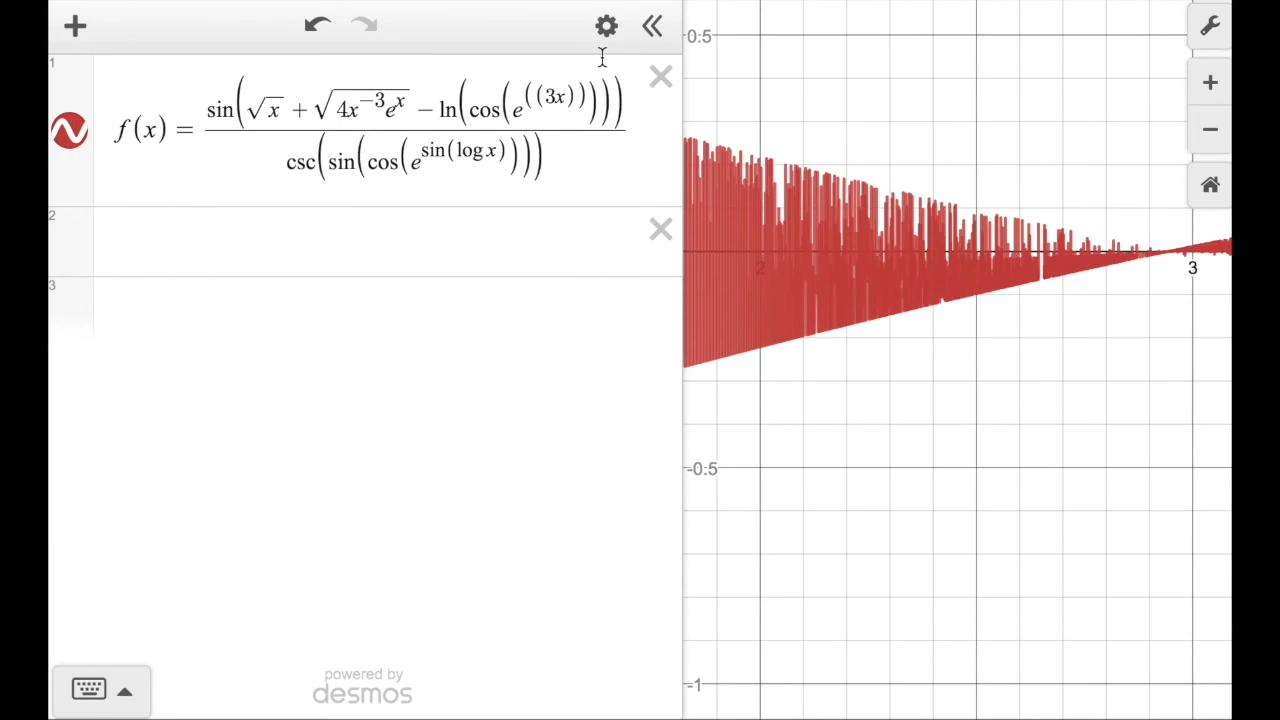 1
f(x) = sin(√x + √(4x^(−3)e^x) − ln(cos(e^((3x))))) / csc(sin(cos(e^(sin(log x)))))
2
3
0.5
2
3
-0.5
-1
powered by
desmos